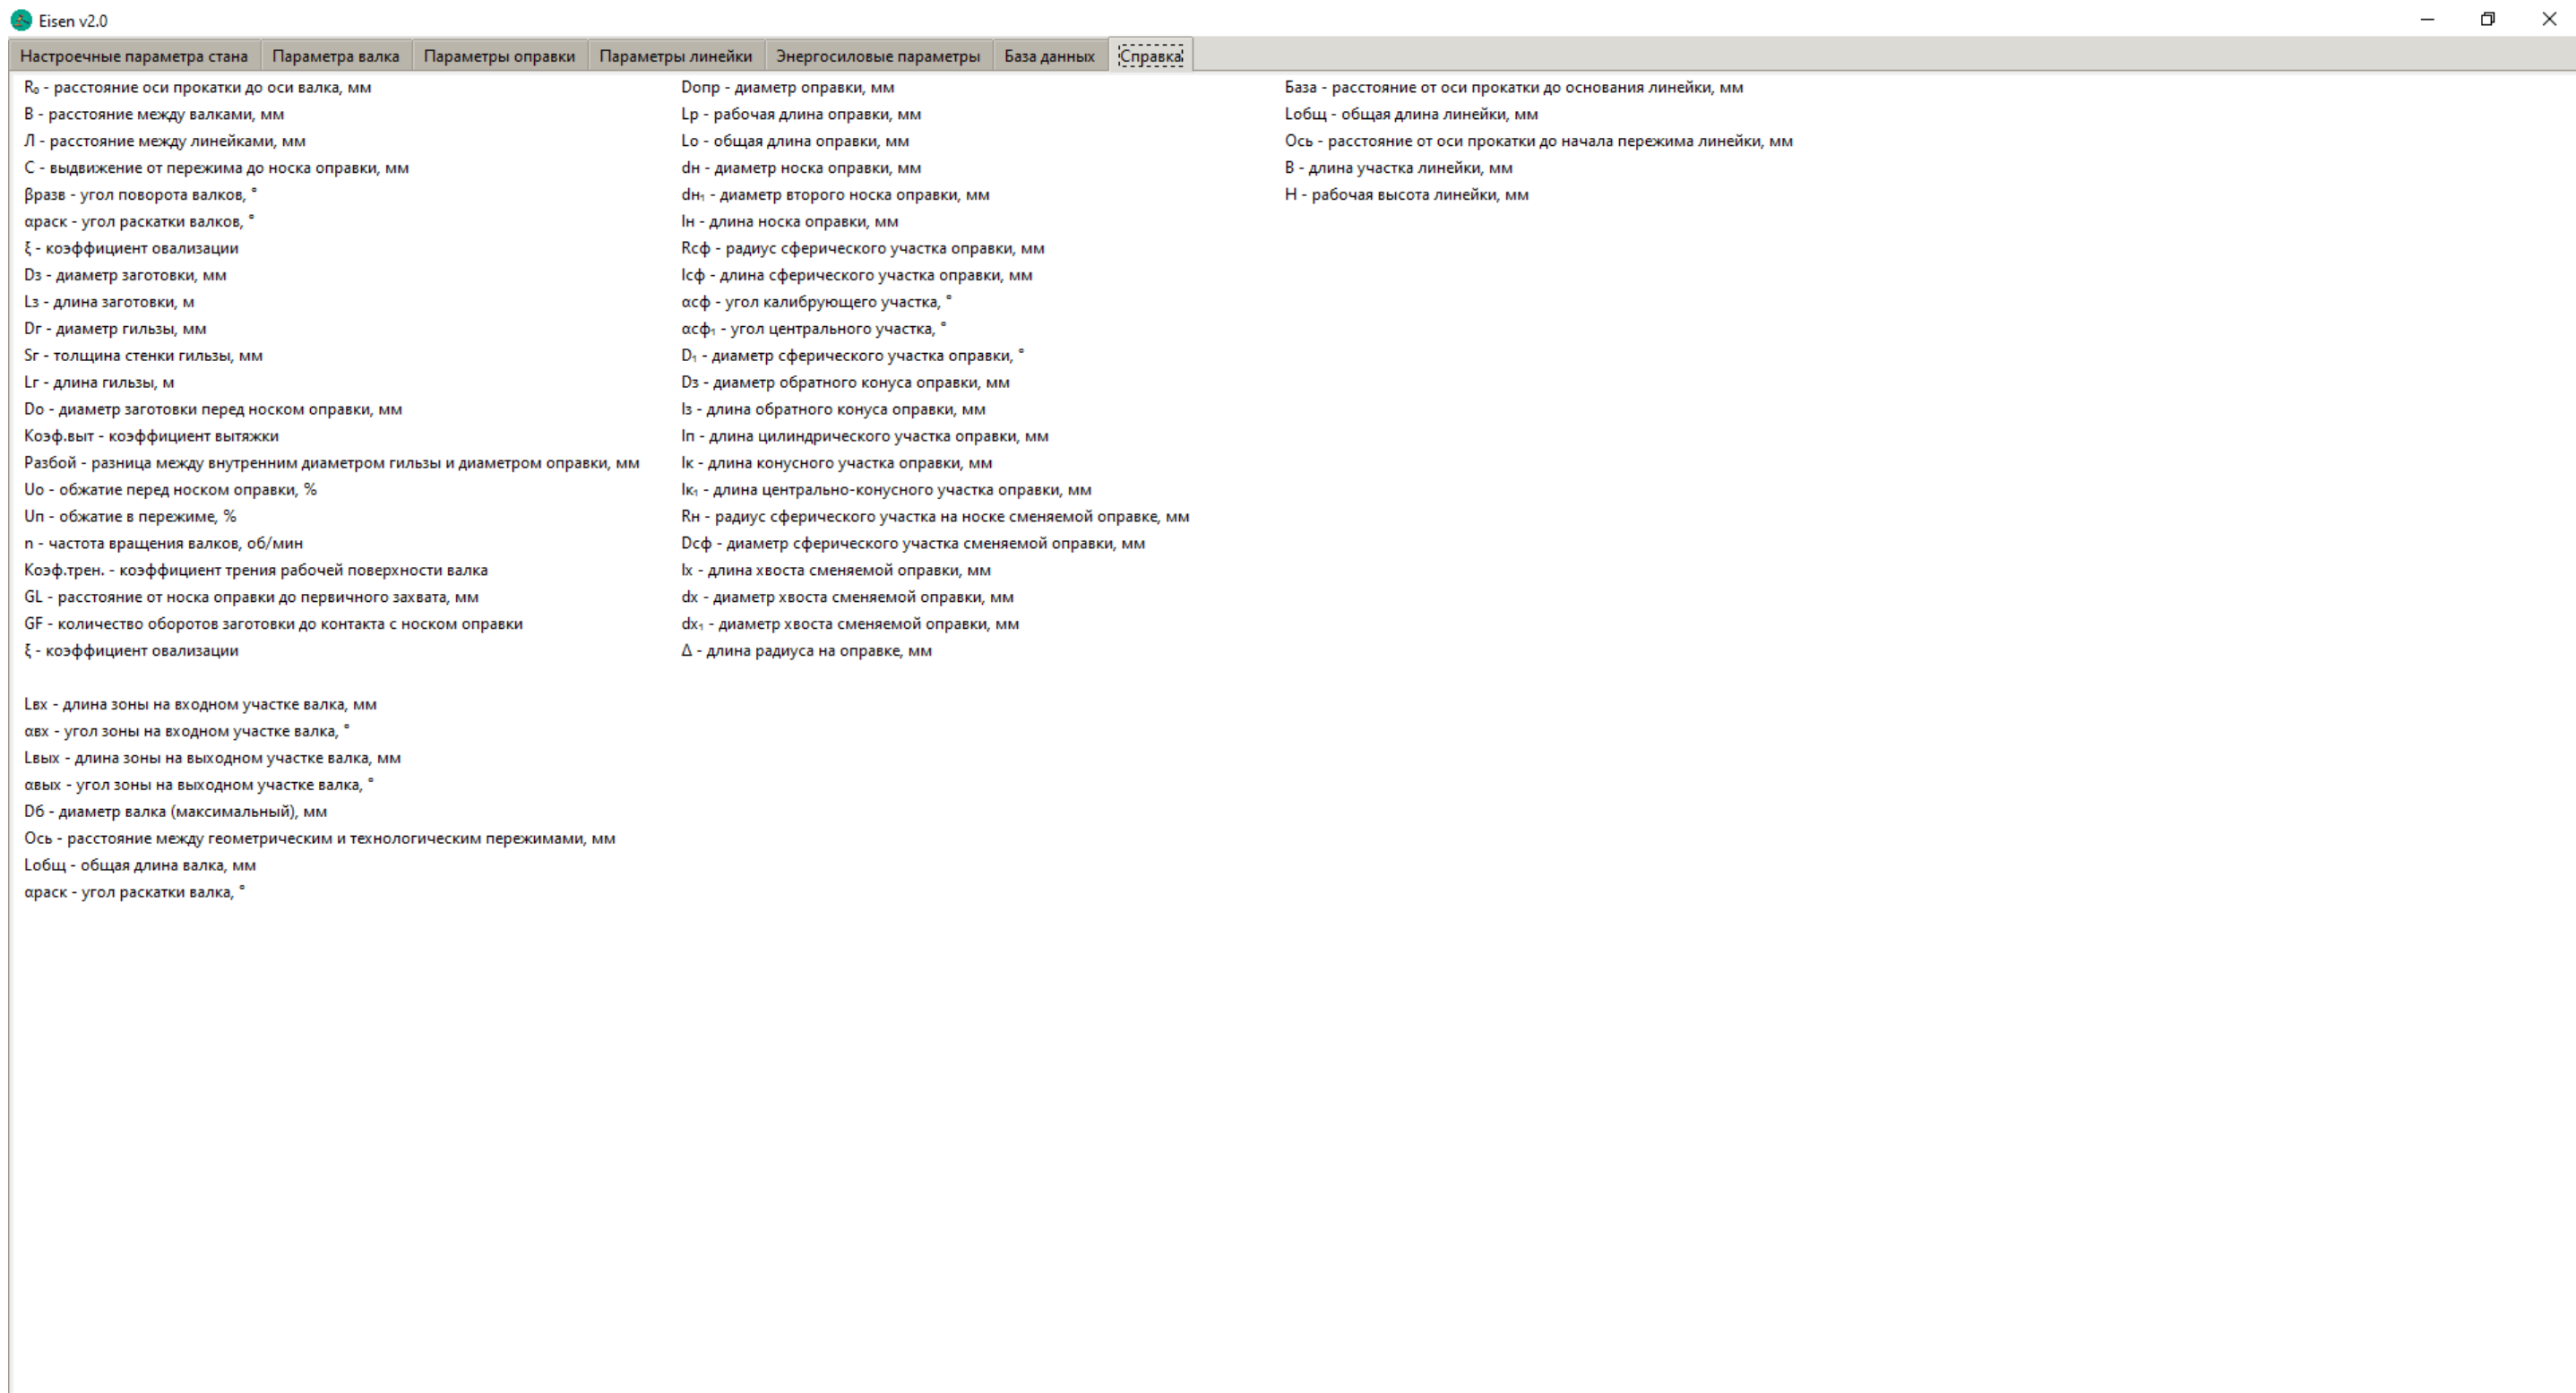 Eisen v2.0
Настроечные параметра стана
Параметра валка
Параметры оправки
Параметры линейки
Энергосиловые параметры
База данных
Справка
R₀ - расстояние оси прокатки до оси валка, мм
В - расстояние между валками, мм
Л - расстояние между линейками, мм
С - выдвижение от пережима до носка оправки, мм
βразв - угол поворота валков, °
αраск - угол раскатки валков, °
ξ - коэффициент овализации
Dз - диаметр заготовки, мм
Lз - длина заготовки, м
Dг - диаметр гильзы, мм
Sг - толщина стенки гильзы, мм
Lг - длина гильзы, м
Do - диаметр заготовки перед носком оправки, мм
Коэф.выт - коэффициент вытяжки
Разбой - разница между внутренним диаметром гильзы и диаметром оправки, мм
Uo - обжатие перед носком оправки, %
Uп - обжатие в пережиме, %
n - частота вращения валков, об/мин
Коэф.трен. - коэффициент трения рабочей поверхности валка
GL - расстояние от носка оправки до первичного захвата, мм
GF - количество оборотов заготовки до контакта с носком оправки
ξ - коэффициент овализации
Lвх - длина зоны на входном участке валка, мм
αвх - угол зоны на входном участке валка, °
Lвых - длина зоны на выходном участке валка, мм
αвых - угол зоны на выходном участке валка, °
Dб - диаметр валка (максимальный), мм
Ось - расстояние между геометрическим и технологическим пережимами, мм
Lобщ - общая длина валка, мм
αраск - угол раскатки валка, °
Dопр - диаметр оправки, мм
Lр - рабочая длина оправки, мм
Lо - общая длина оправки, мм
dн - диаметр носка оправки, мм
dн₁ - диаметр второго носка оправки, мм
lн - длина носка оправки, мм
Rсф - радиус сферического участка оправки, мм
lсф - длина сферического участка оправки, мм
αсф - угол калибрующего участка, °
αсф₁ - угол центрального участка, °
D₁ - диаметр сферического участка оправки, °
Dз - диаметр обратного конуса оправки, мм
lз - длина обратного конуса оправки, мм
lп - длина цилиндрического участка оправки, мм
lк - длина конусного участка оправки, мм
lк₁ - длина центрально-конусного участка оправки, мм
Rн - радиус сферического участка на носке сменяемой оправке, мм
Dсф - диаметр сферического участка сменяемой оправки, мм
lх - длина хвоста сменяемой оправки, мм
dх - диаметр хвоста сменяемой оправки, мм
dх₁ - диаметр хвоста сменяемой оправки, мм
Δ - длина радиуса на оправке, мм
База - расстояние от оси прокатки до основания линейки, мм
Lобщ - общая длина линейки, мм
Ось - расстояние от оси прокатки до начала пережима линейки, мм
В - длина участка линейки, мм
Н - рабочая высота линейки, мм